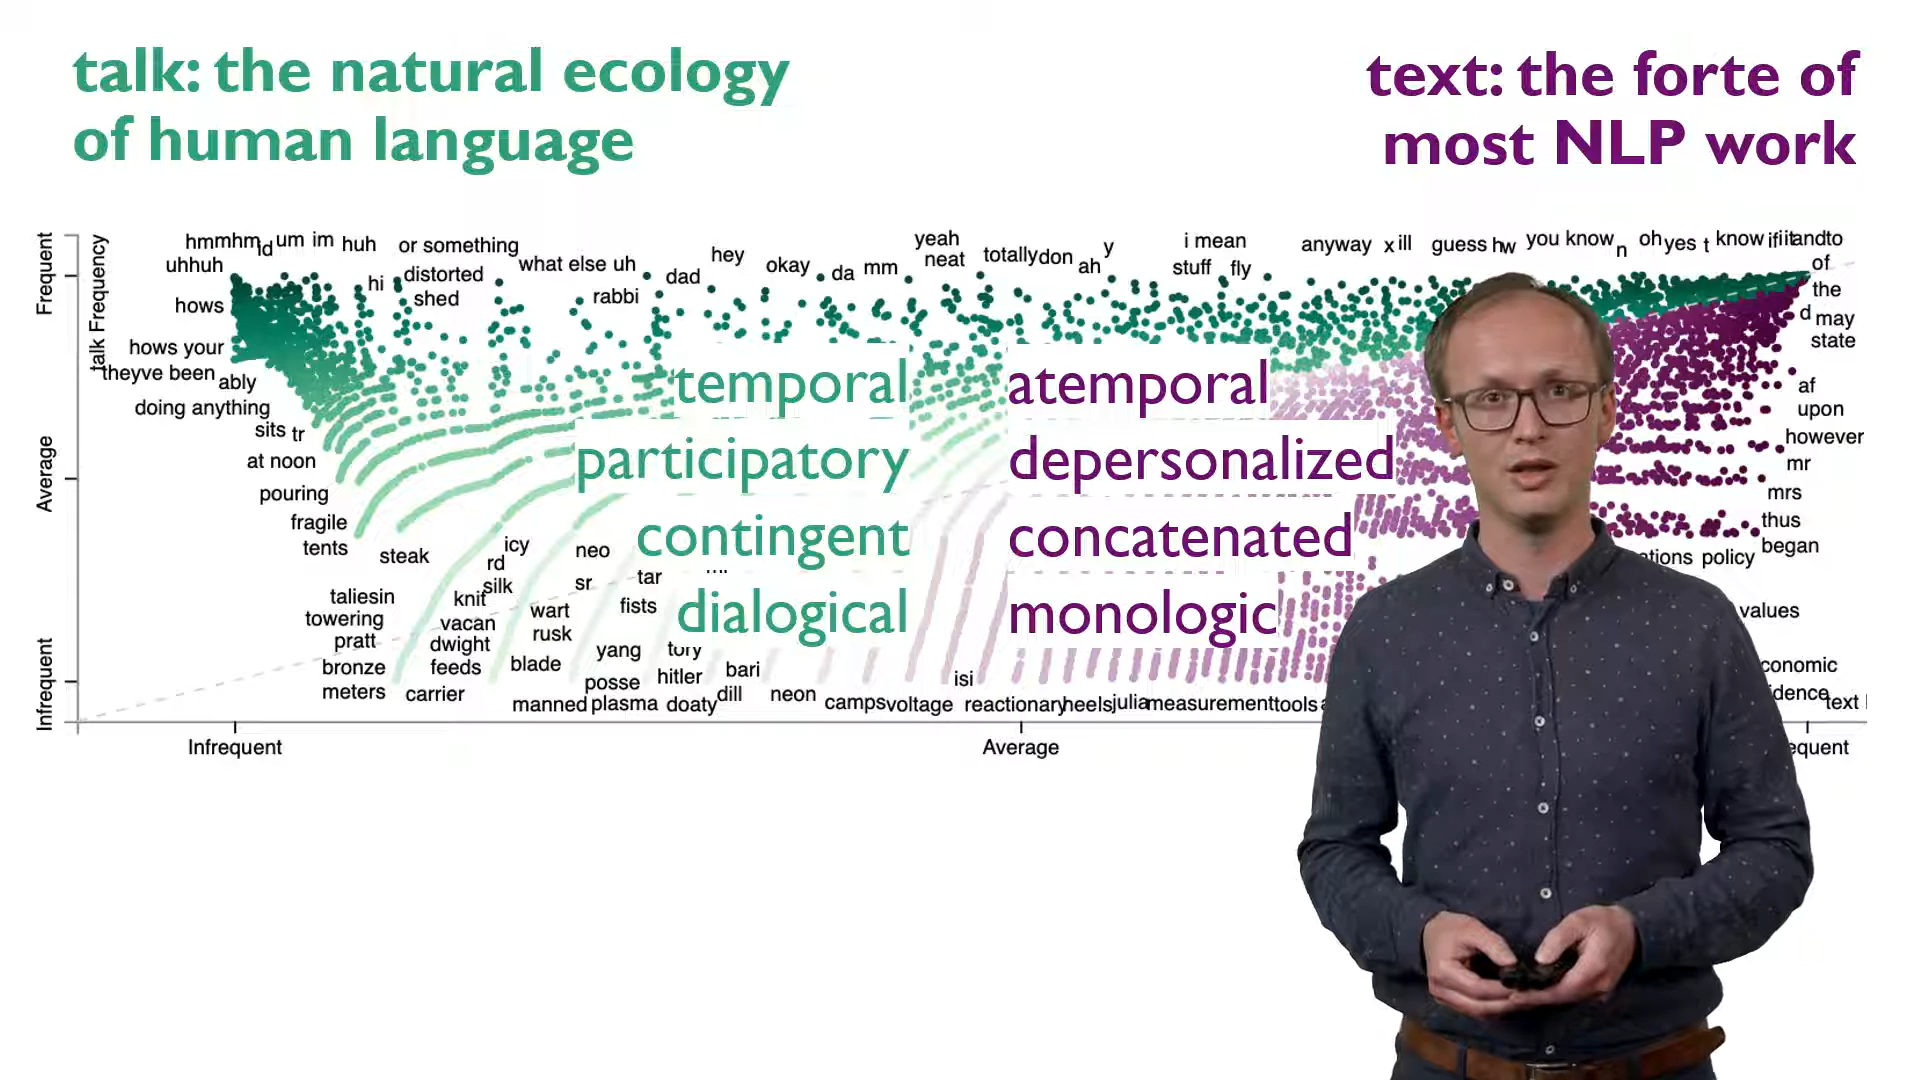 talk: the natural ecology
of human language
text: the forte of
most NLP work
Frequent
Average
Infrequent
talk Frequency
hmmhm
id
um
im
huh
or something
what else
uh
hey
yeah
neat
totally
don
y
ah
i mean
stuff
fly
anyway
x
ill
guess
hw
you know
n
oh
yes
t
know
if
it
and
to
of
the
d
may
state
uhhuh
hows
hi
distorted
shed
rabbi
dad
okay
da
mm
hows your
theyve been
ably
doing anything
sits
tr
at noon
pouring
fragile
tents
steak
icy
rd
silk
knit
neo
sr
tar
fists
wart
rusk
vacan
dwight
feeds
blade
yang
tory
posse
hitler
bari
dill
neon
isi
taliesin
towering
pratt
bronze
meters
carrier
manned
plasma
doaty
camps
voltage
reactionary
heels
julia
measurement
tools
temporal
atemporal
participatory
depersonalized
contingent
concatenated
dialogical
monologic
af
upon
however
mr
mrs
thus
began
policy
values
text
Infrequent
Average